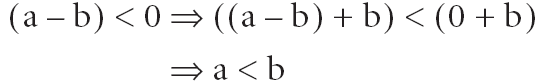 (a – b) < 0 ⇒ ((a – b) + b) < (0 + b)
⇒ a < b